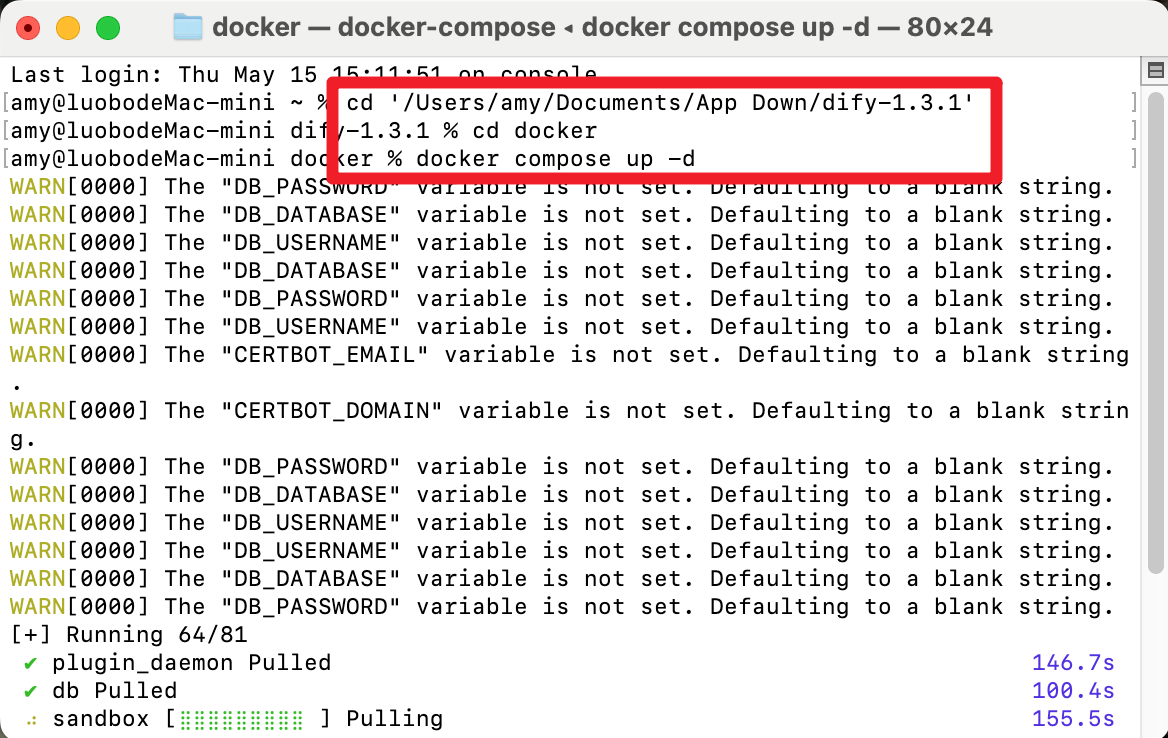 docker — docker-compose ◂ docker compose up -d — 80×24
Last login: Thu May 15 15:11:51 on console
[amy@luobodeMac-mini ~ % cd '/Users/amy/Documents/App Down/dify-1.3.1' ]
[amy@luobodeMac-mini dify-1.3.1 % cd docker ]
[amy@luobodeMac-mini docker % docker compose up -d ]
WARN[0000] The "DB_PASSWORD" variable is not set. Defaulting to a blank string.
WARN[0000] The "DB_DATABASE" variable is not set. Defaulting to a blank string.
WARN[0000] The "DB_USERNAME" variable is not set. Defaulting to a blank string.
WARN[0000] The "DB_DATABASE" variable is not set. Defaulting to a blank string.
WARN[0000] The "DB_PASSWORD" variable is not set. Defaulting to a blank string.
WARN[0000] The "DB_USERNAME" variable is not set. Defaulting to a blank string.
WARN[0000] The "CERTBOT_EMAIL" variable is not set. Defaulting to a blank string
.
WARN[0000] The "CERTBOT_DOMAIN" variable is not set. Defaulting to a blank strin
g.
WARN[0000] The "DB_PASSWORD" variable is not set. Defaulting to a blank string.
WARN[0000] The "DB_DATABASE" variable is not set. Defaulting to a blank string.
WARN[0000] The "DB_USERNAME" variable is not set. Defaulting to a blank string.
WARN[0000] The "DB_USERNAME" variable is not set. Defaulting to a blank string.
WARN[0000] The "DB_DATABASE" variable is not set. Defaulting to a blank string.
WARN[0000] The "DB_PASSWORD" variable is not set. Defaulting to a blank string.
[+] Running 64/81
✔ plugin_daemon Pulled 146.7s
✔ db Pulled 100.4s
⠴ sandbox [⣿⣿⣿⣿⣿⣿⣿⣿⣿ ] Pulling 155.5s